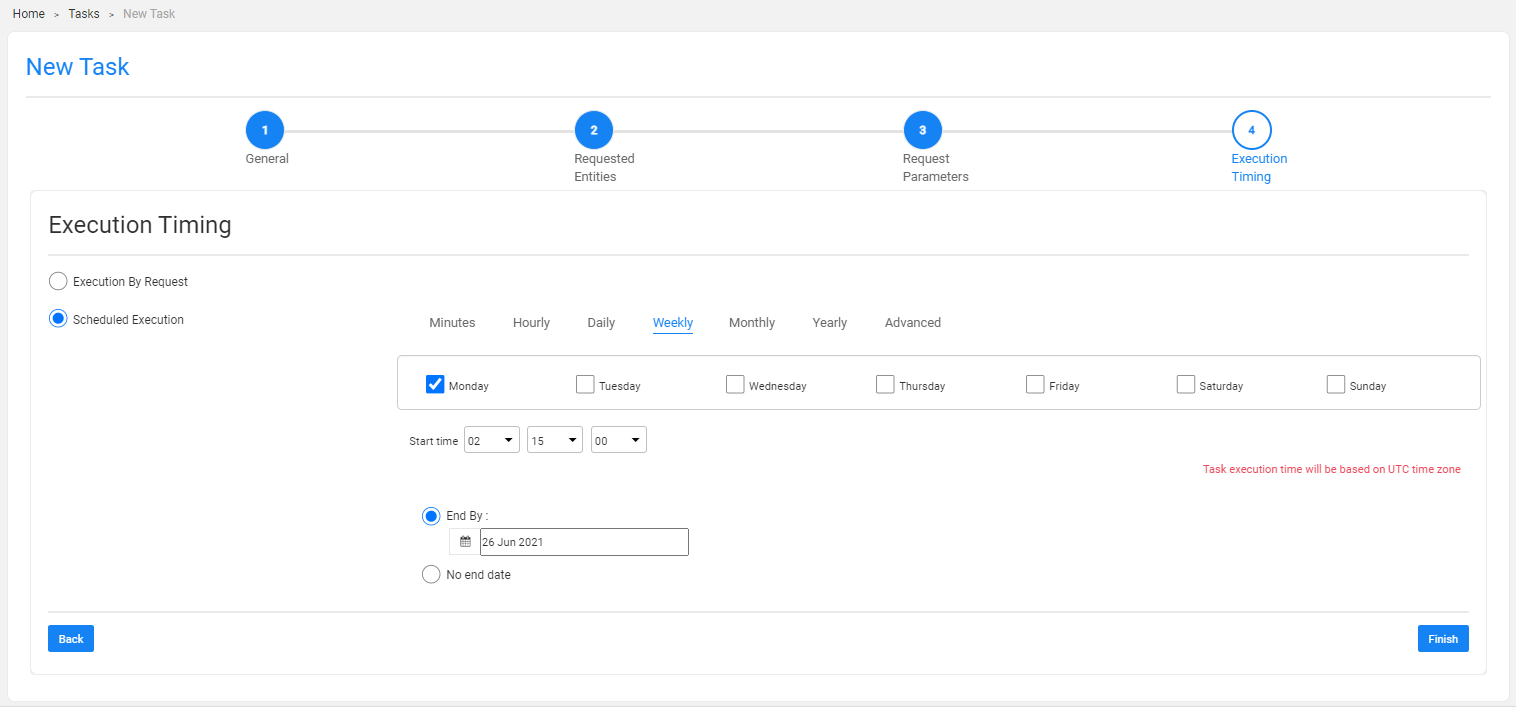 Home > Tasks > New Task
New Task
1
2
3
4
General
Requested
Entities
Request
Parameters
Execution
Timing
Execution Timing
Execution By Request
Scheduled Execution
Minutes Hourly Daily Weekly Monthly Yearly Advanced
Monday Tuesday Wednesday Thursday Friday Saturday Sunday
Start time 02 15 00
Task execution time will be based on UTC time zone
End By :
26 Jun 2021
No end date
Back Finish